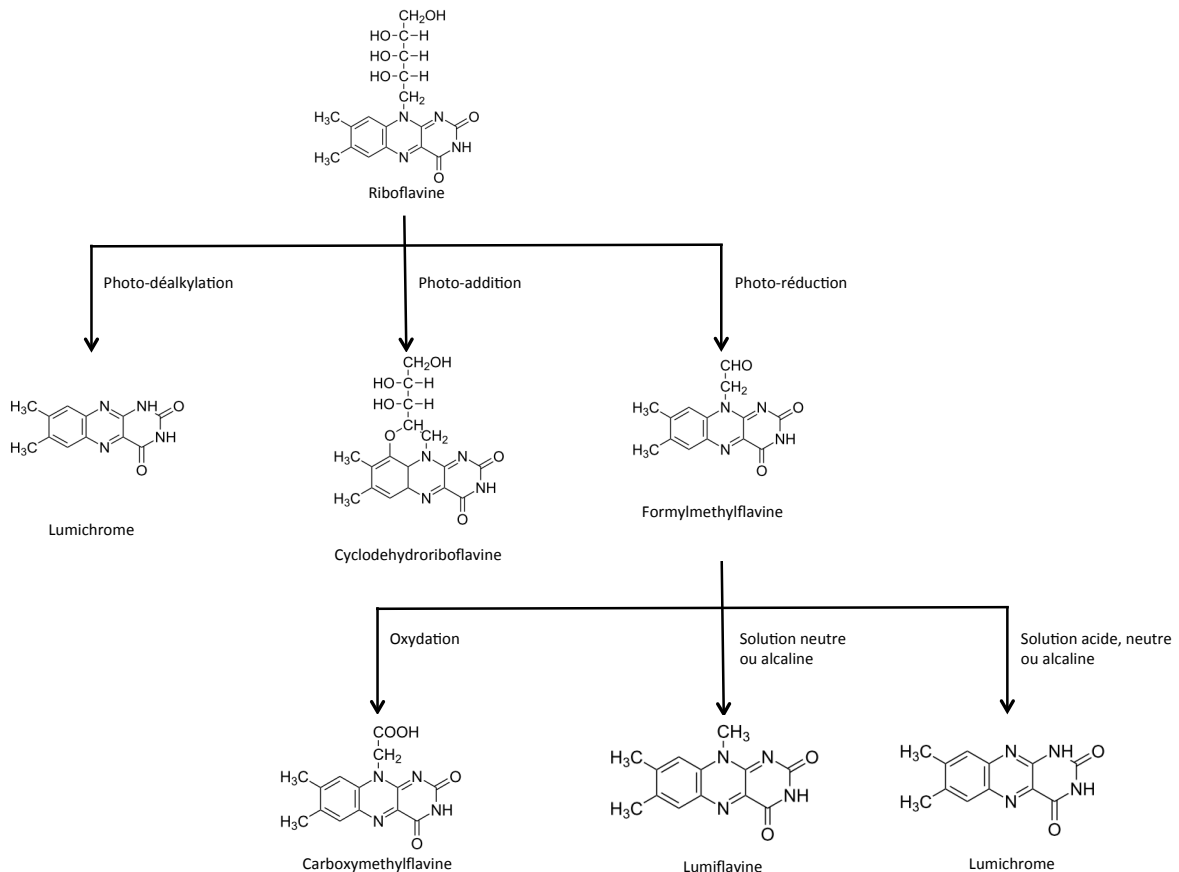 CH₂OH
HO-C-H
HO-C-H
HO-C-H
CH₂
H₃C
N
N
O
H₃C
N
NH
O
Riboflavine
Photo-déalkylation
Photo-addition
Photo-réduction
CH₂OH
HO-C-H
HO-C-H
C
H
O
CH₂
H₃C
N
N
O
H₃C
N
NH
O
Cyclodehydroriboflavine
CHO
CH₂
H₃C
N
N
O
H₃C
N
NH
O
Formylmethylflavine
H₃C
N
NH
O
H₃C
N
NH
O
Lumichrome
Oxydation
Solution neutre
ou alcaline
Solution acide, neutre
ou alcaline
COOH
CH₂
H₃C
N
N
O
H₃C
N
NH
O
Carboxymethylflavine
CH₃
H₃C
N
N
O
H₃C
N
NH
O
Lumiflavine
H₃C
N
NH
O
H₃C
N
NH
O
Lumichrome